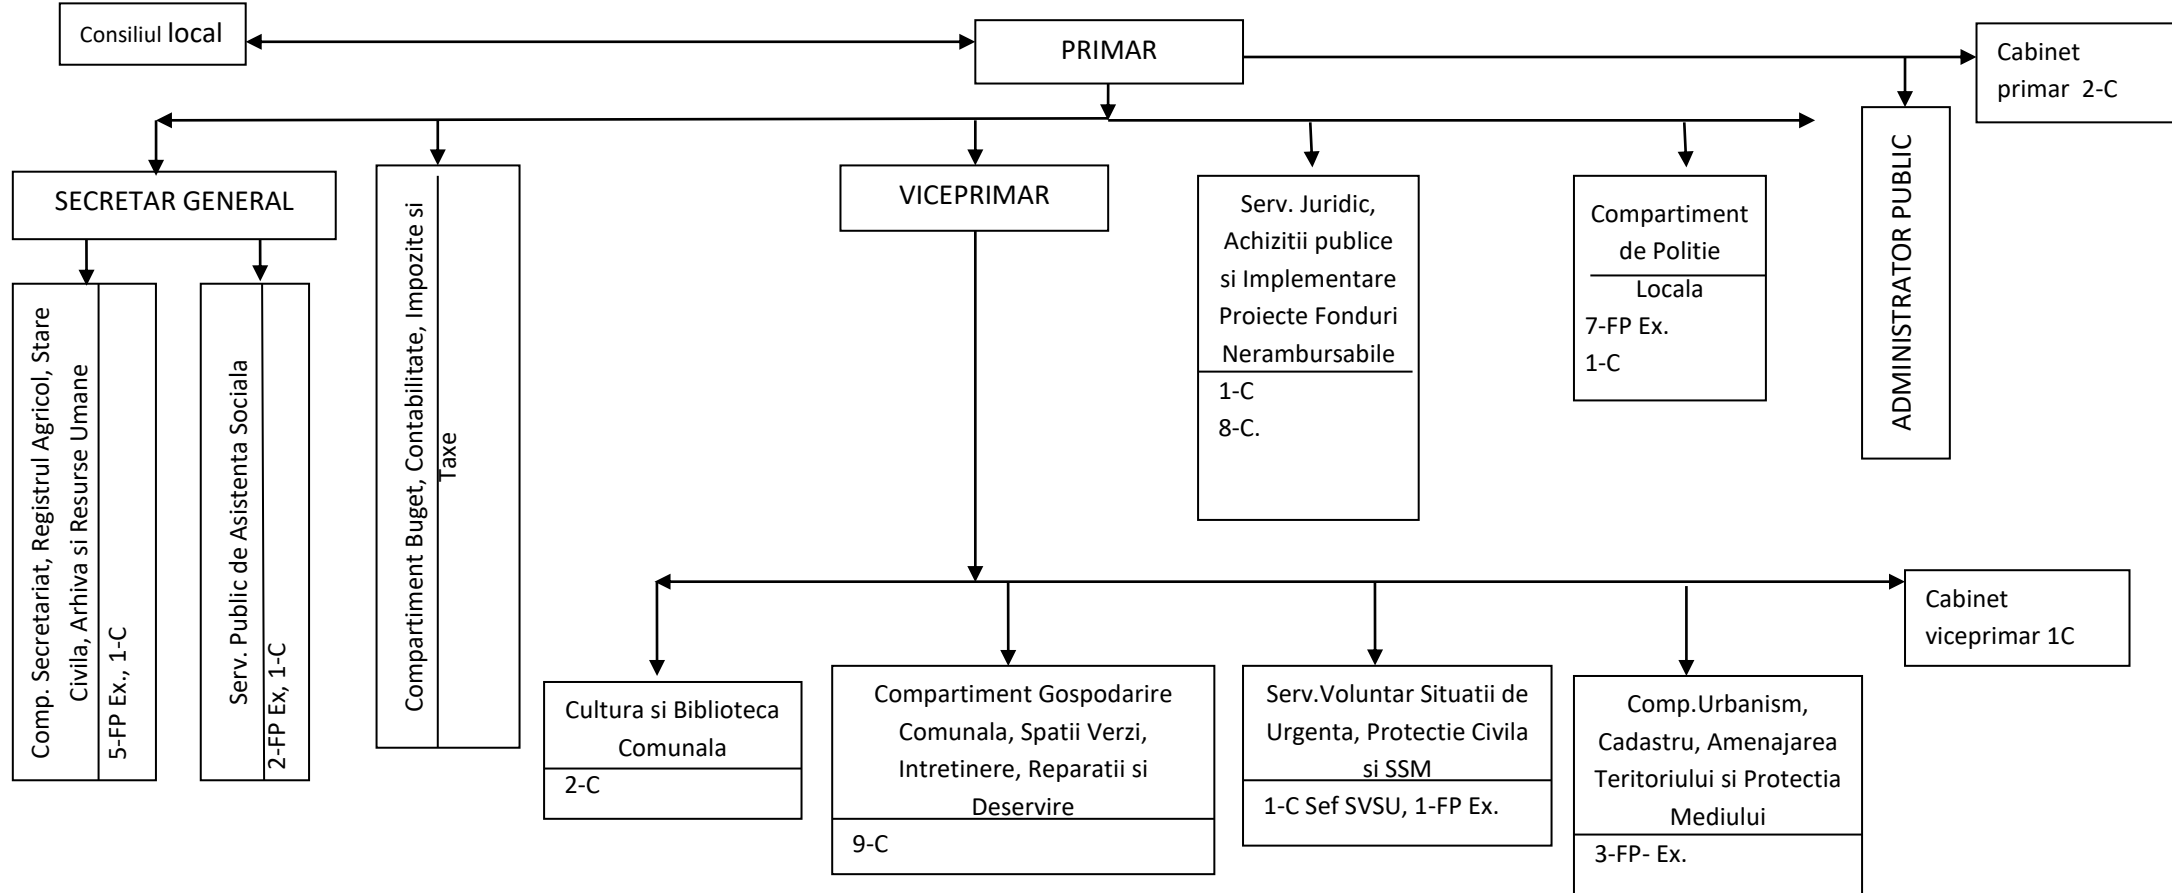 Consiliul local
PRIMAR
Cabinet
primar 2-C
SECRETAR GENERAL
Compartiment Buget, Contabilitate, Impozite si
Taxe
VICEPRIMAR
Serv. Juridic,
Achizitii publice
si Implementare
Proiecte Fonduri
Nerambursabile
1-C
8-C.
Compartiment
de Politie
Locala
7-FP Ex.
1-C
ADMINISTRATOR PUBLIC
Comp. Secretariat, Registrul Agricol, Stare
Civila, Arhiva si Resurse Umane
5-FP Ex., 1-C
Serv. Public de Asistenta Sociala
2-FP Ex, 1-C
Cabinet
viceprimar 1C
Cultura si Biblioteca
Comunala
2-C
Compartiment Gospodarire
Comunala, Spatii Verzi,
Intretinere, Reparatii si
Deservire
9-C
Serv.Voluntar Situatii de
Urgenta, Protectie Civila
si SSM
1-C Sef SVSU, 1-FP Ex.
Comp.Urbanism,
Cadastru, Amenajarea
Teritoriului si Protectia
Mediului
3-FP- Ex.